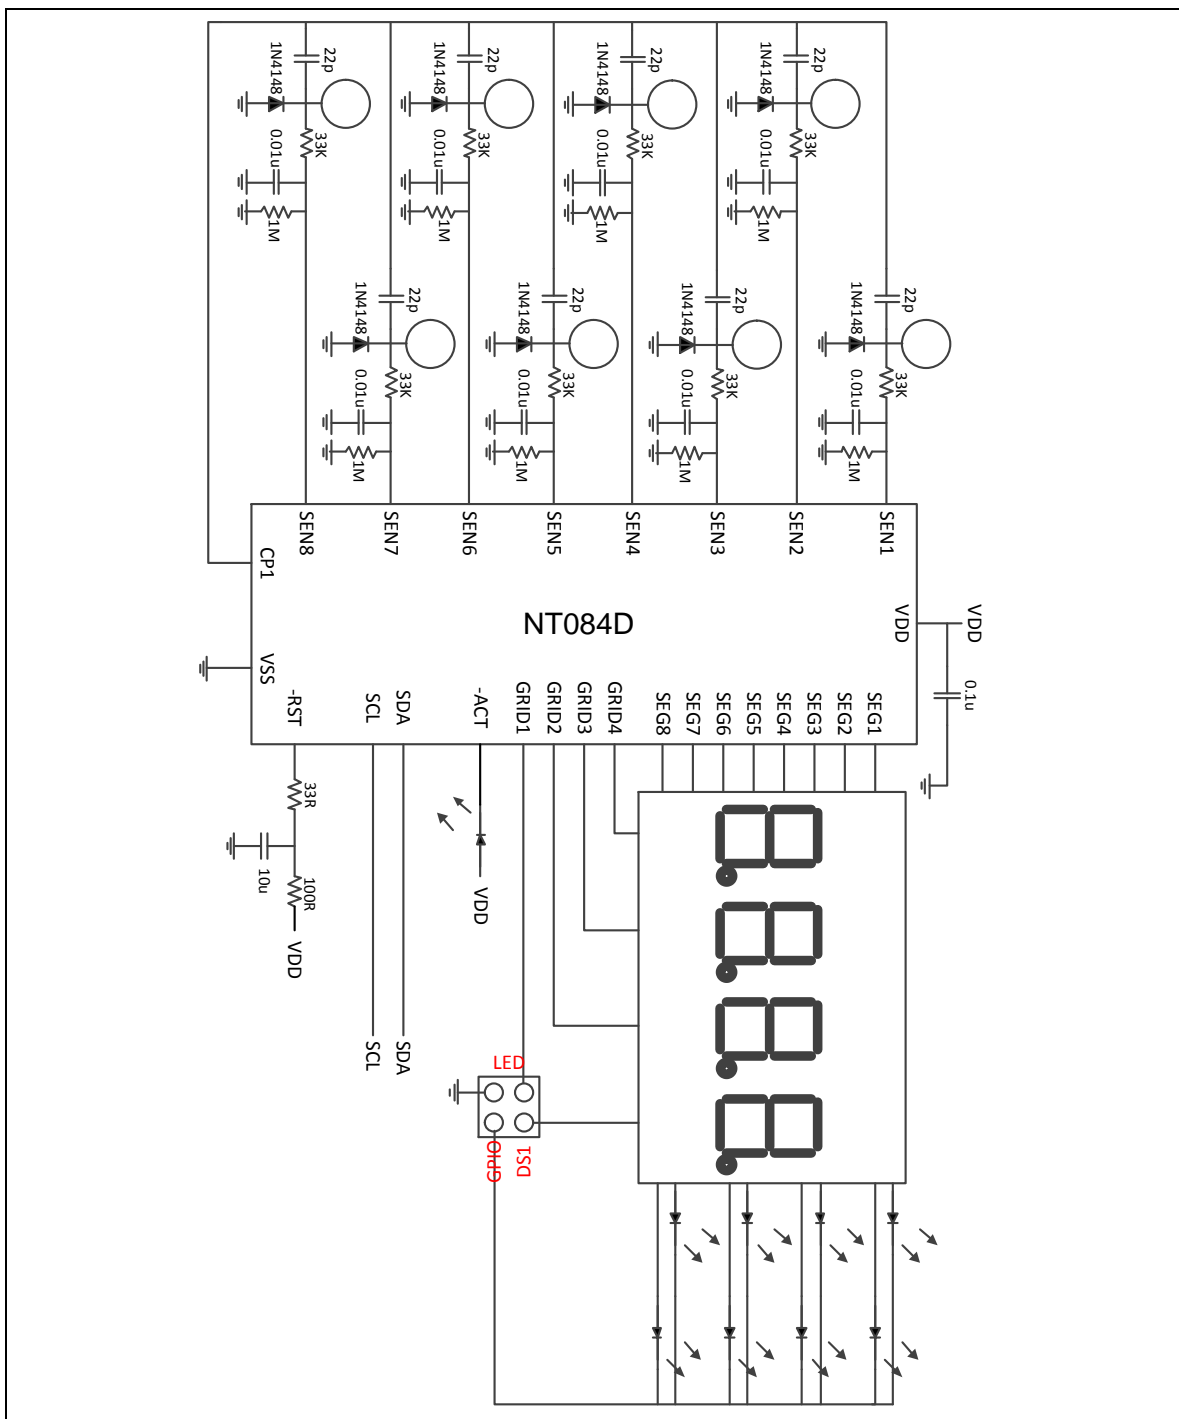 1N4148
22p
1N4148
22p
1N4148
22p
1N4148
22p
33K
0.01u
33K
0.01u
33K
0.01u
33K
0.01u
1M
1M
1M
1M
1N4148
22p
1N4148
22p
1N4148
22p
1N4148
22p
33K
0.01u
33K
0.01u
33K
0.01u
33K
0.01u
1M
1M
1M
1M
SEN8
SEN7
SEN6
SEN5
SEN4
SEN3
SEN2
SEN1
CP1
NT084D
VDD
VDD
VSS
-RST
SCL
SDA
-ACT
GRID1
GRID2
GRID3
GRID4
SEG8
SEG7
SEG6
SEG5
SEG4
SEG3
SEG2
SEG1
0.1u
33R
10u
100R
VDD
VDD
SCL
SDA
LED
GPIO
DS1